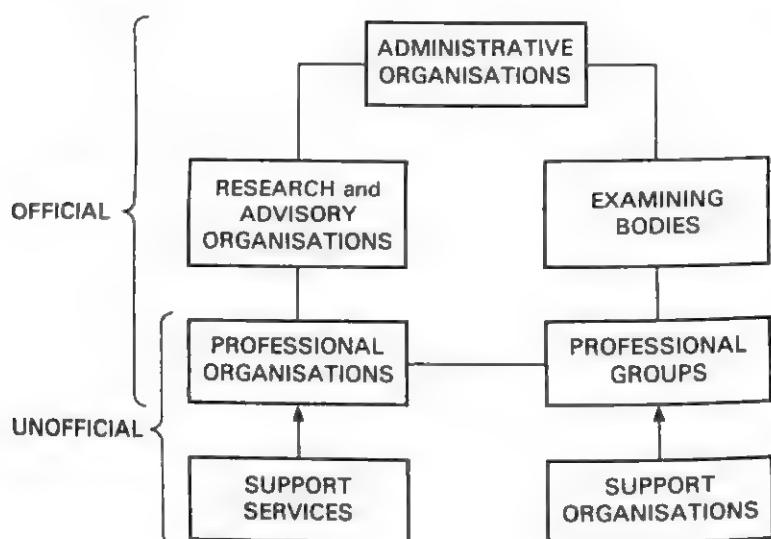 ADMINISTRATIVE
ORGANISATIONS
RESEARCH and
ADVISORY
ORGANISATIONS
EXAMINING
BODIES
OFFICIAL
PROFESSIONAL
ORGANISATIONS
PROFESSIONAL
GROUPS
UNOFFICIAL
SUPPORT
SERVICES
SUPPORT
ORGANISATIONS